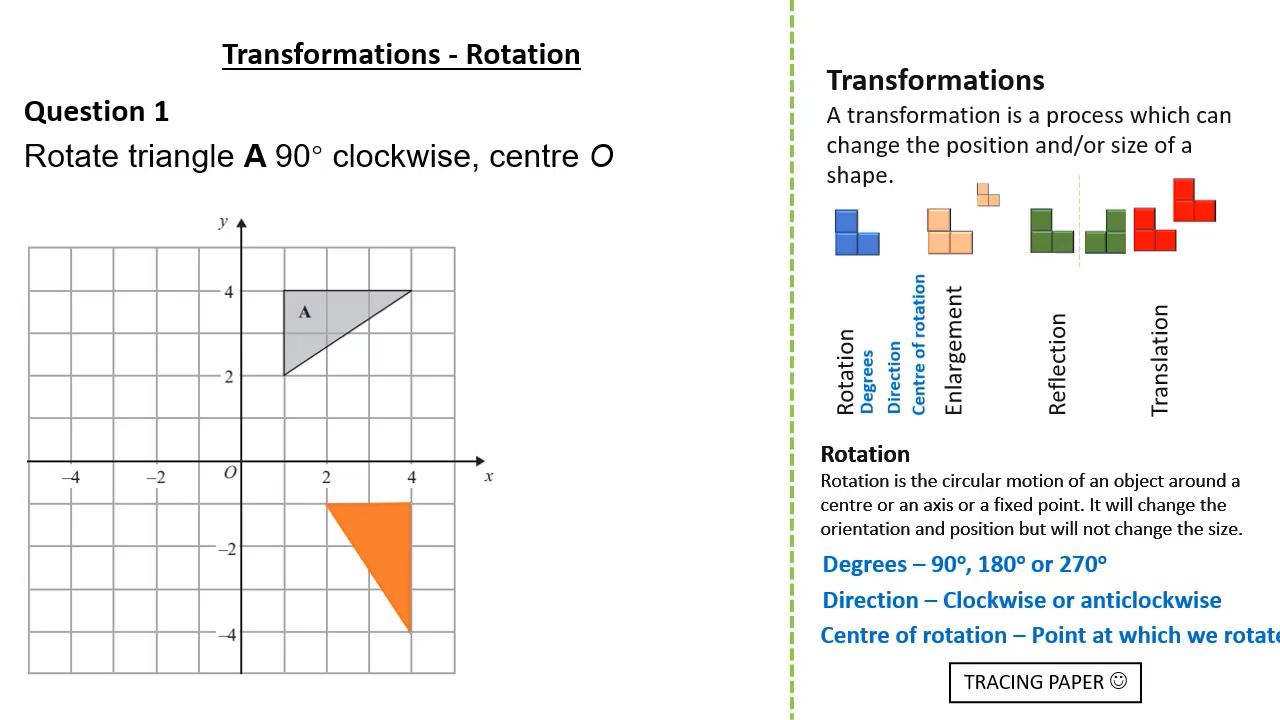 Transformations - Rotation
Question 1
Rotate triangle A 90° clockwise, centre O
y
4
A
2
O
–4
–2
2
4
x
–2
–4
Transformations
A transformation is a process which can
change the position and/or size of a
shape.
Rotation
Degrees
Direction
Centre of rotation
Enlargement
Reflection
Translation
Rotation
Rotation is the circular motion of an object around a
centre or an axis or a fixed point. It will change the
orientation and position but will not change the size.
Degrees – 90º, 180º or 270º
Direction – Clockwise or anticlockwise
Centre of rotation – Point at which we rotate
TRACING PAPER ☺